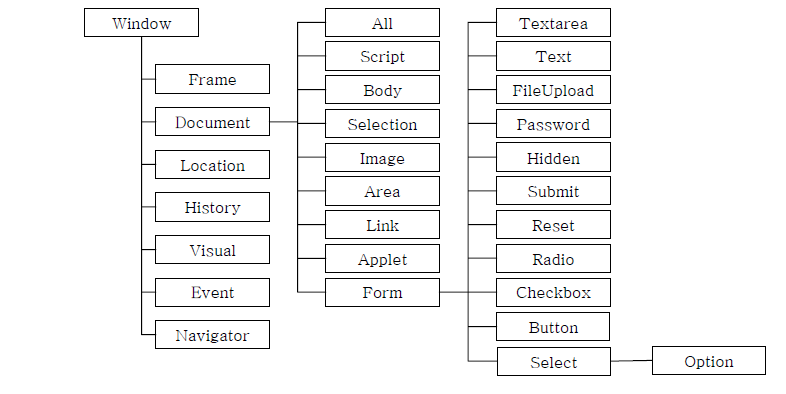 Window
Frame
Document
Location
History
Visual
Event
Navigator
All
Script
Body
Selection
Image
Area
Link
Applet
Form
Textarea
Text
FileUpload
Password
Hidden
Submit
Reset
Radio
Checkbox
Button
Select
Option